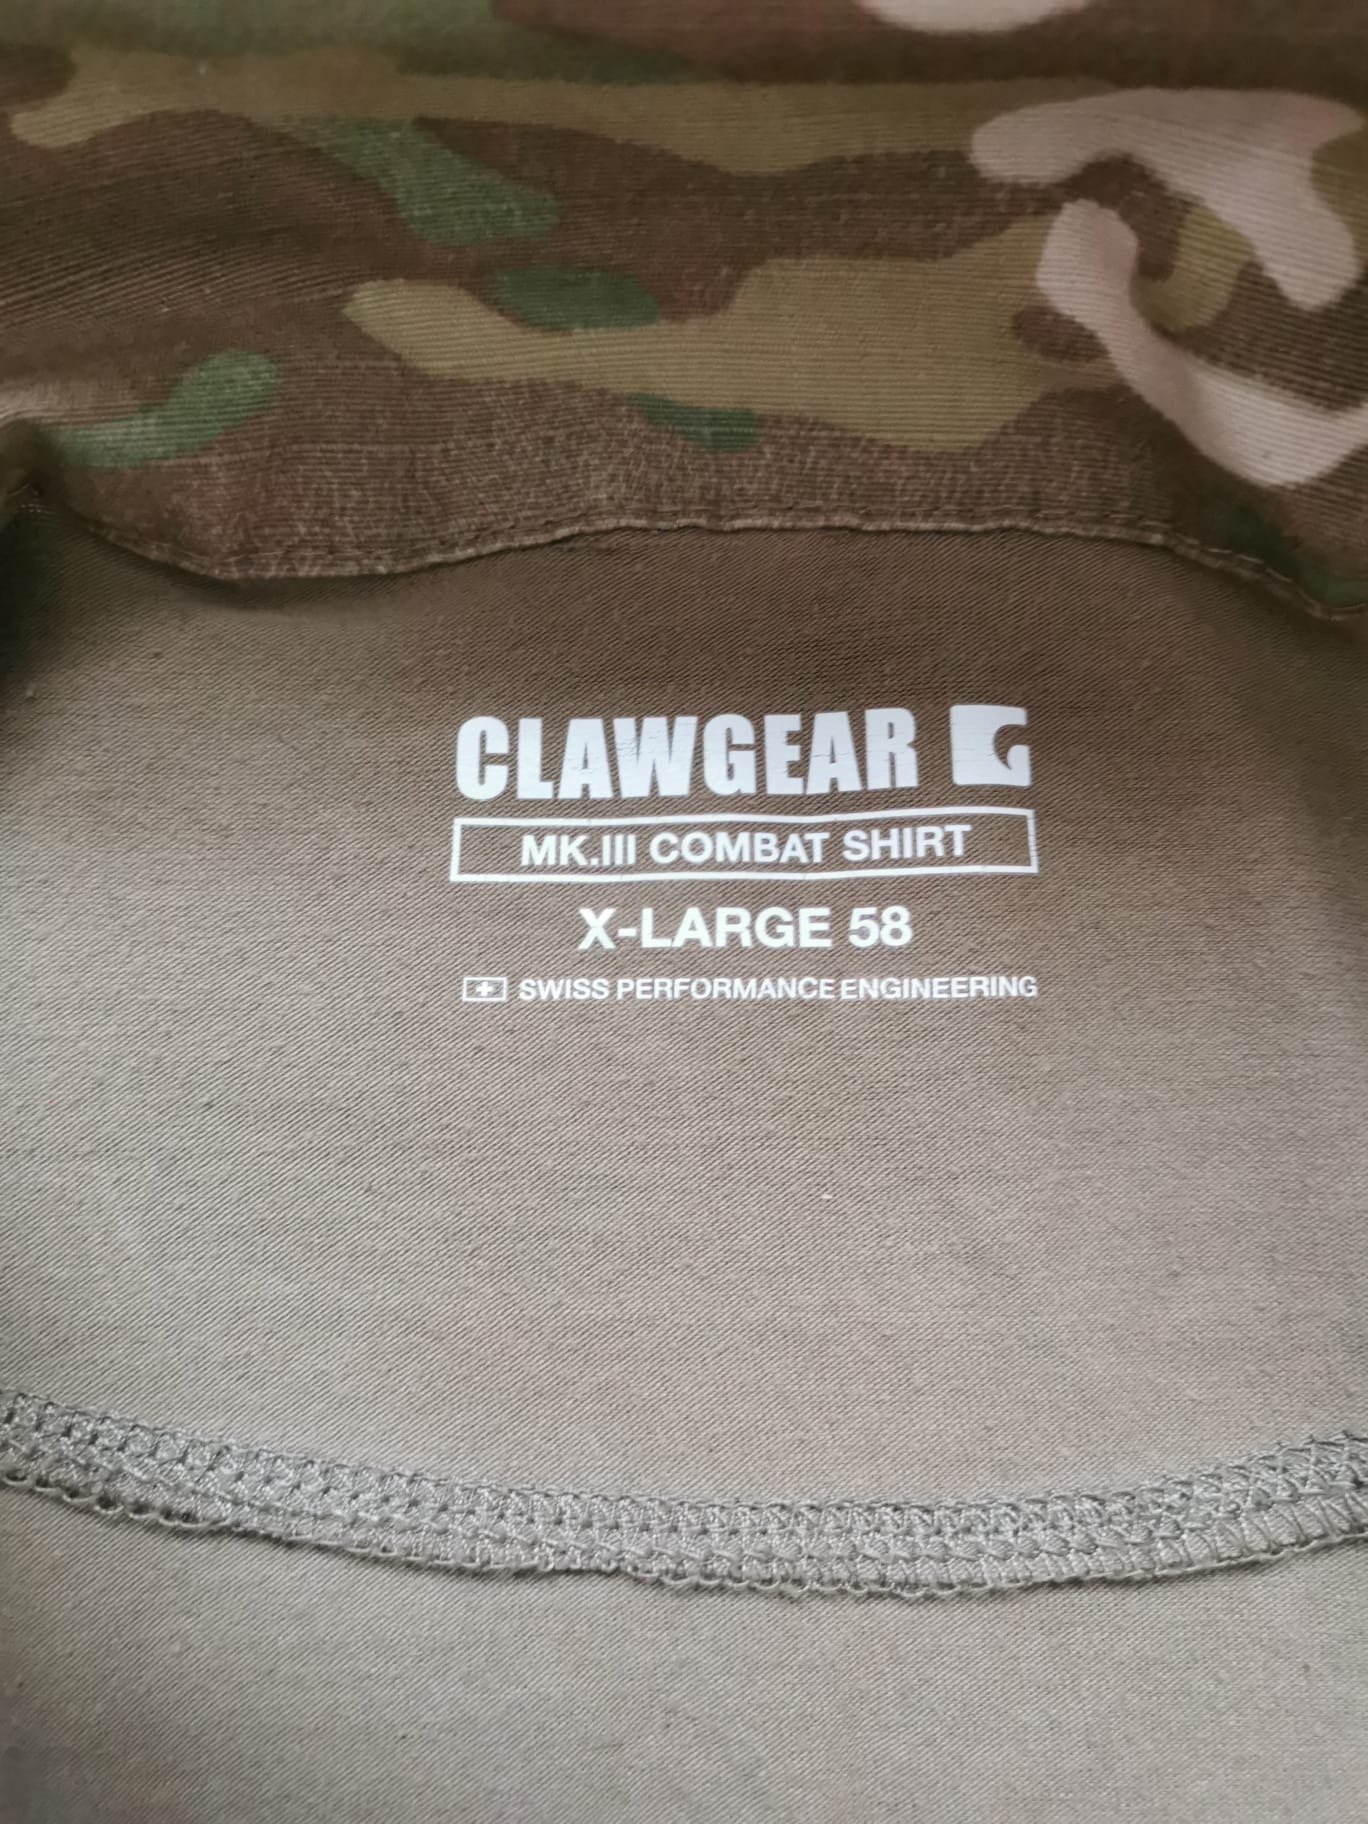 CLAWGEAR
MK.III COMBAT SHIRT
X-LARGE 58
SWISS PERFORMANCE ENGINEERING